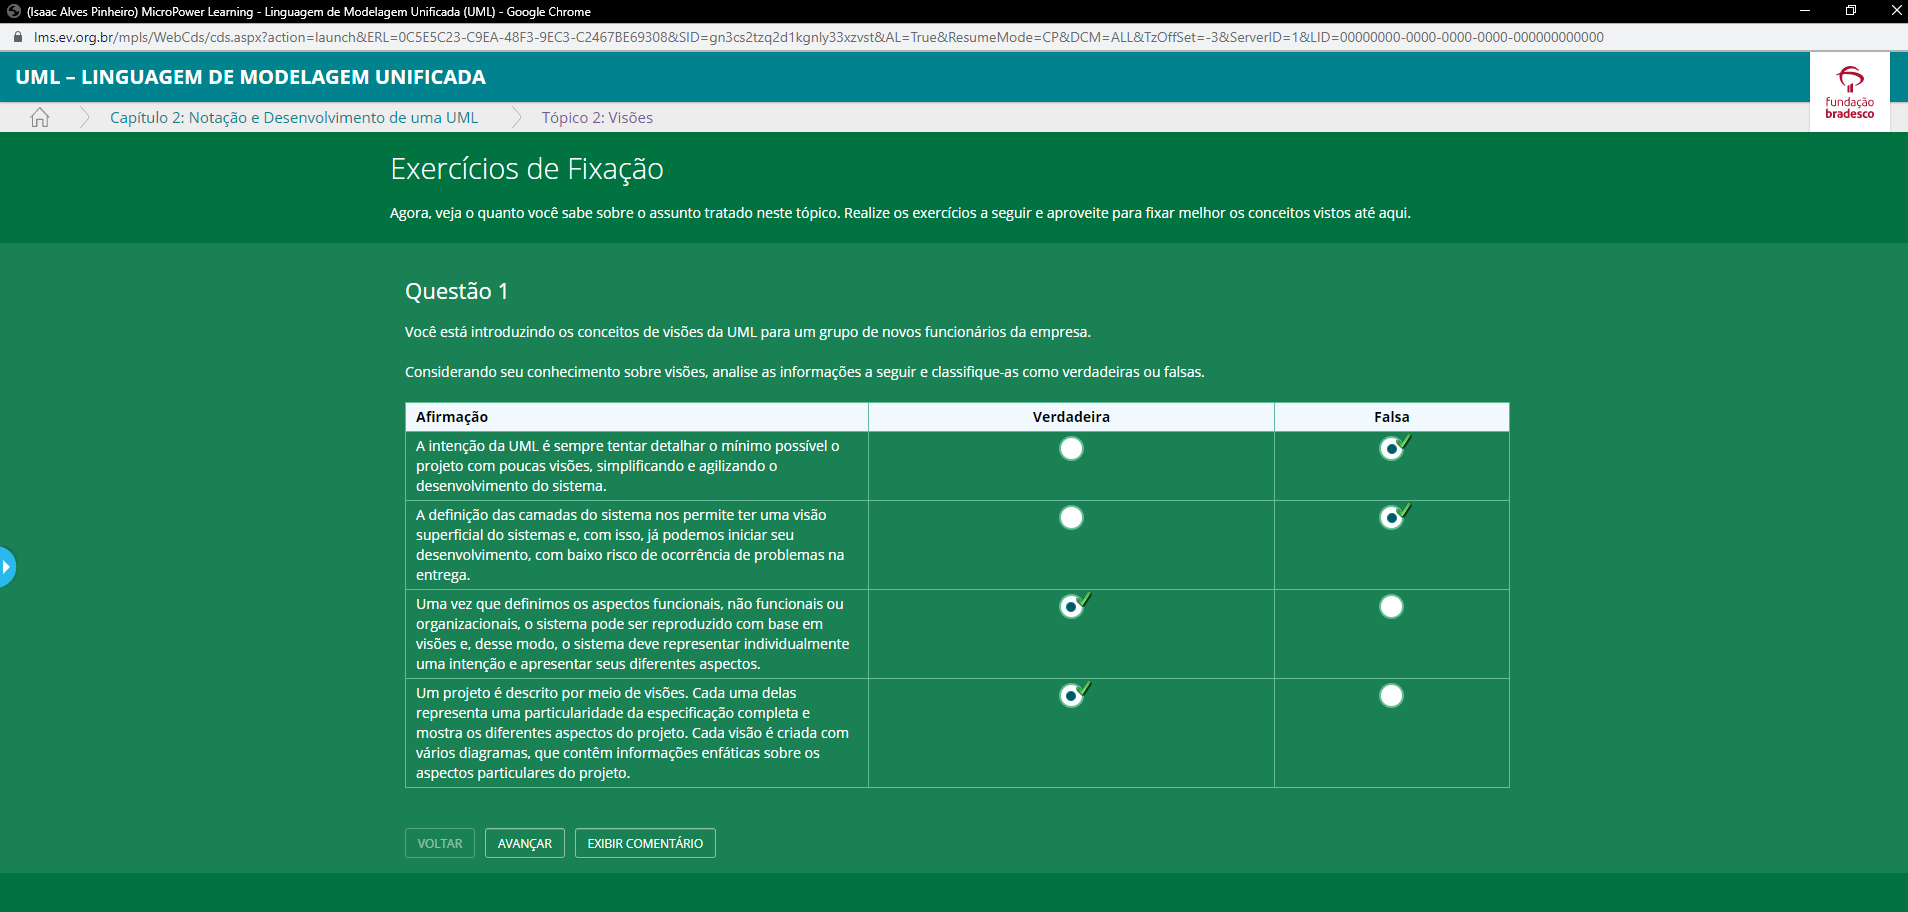 (Isaac Alves Pinheiro) MicroPower Learning - Linguagem de Modelagem Unificada (UML) - Google Chrome
lms.ev.org.br/mpls/WebCds/cds.aspx?action=launch&ERL=0C5E5C23-C9EA-48F3-9EC3-C2467BE69308&SID=gn3cs2tzq2d1kgnly33xzvst&AL=True&ResumeMode=CP&DCM=ALL&TzOffSet=-3&ServerID=1&LID=00000000-0000-0000-0000-000000000000
UML – LINGUAGEM DE MODELAGEM UNIFICADA
fundação
bradesco
Capítulo 2: Notação e Desenvolvimento de uma UML
Tópico 2: Visões
Exercícios de Fixação
Agora, veja o quanto você sabe sobre o assunto tratado neste tópico. Realize os exercícios a seguir e aproveite para fixar melhor os conceitos vistos até aqui.
Questão 1
Você está introduzindo os conceitos de visões da UML para um grupo de novos funcionários da empresa.
Considerando seu conhecimento sobre visões, analise as informações a seguir e classifique-as como verdadeiras ou falsas.
Afirmação Verdadeira Falsa
A intenção da UML é sempre tentar detalhar o mínimo possível o
projeto com poucas visões, simplificando e agilizando o
desenvolvimento do sistema.
A definição das camadas do sistema nos permite ter uma visão
superficial do sistemas e, com isso, já podemos iniciar seu
desenvolvimento, com baixo risco de ocorrência de problemas na
entrega.
Uma vez que definimos os aspectos funcionais, não funcionais ou
organizacionais, o sistema pode ser reproduzido com base em
visões e, desse modo, o sistema deve representar individualmente
uma intenção e apresentar seus diferentes aspectos.
Um projeto é descrito por meio de visões. Cada uma delas
representa uma particularidade da especificação completa e
mostra os diferentes aspectos do projeto. Cada visão é criada com
vários diagramas, que contêm informações enfáticas sobre os
aspectos particulares do projeto.
VOLTAR AVANÇAR EXIBIR COMENTÁRIO